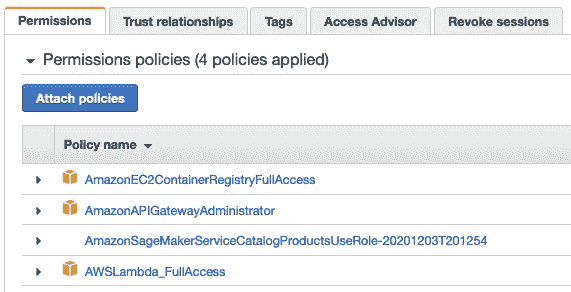 Permissions Trust relationships Tags Access Advisor Revoke sessions
Permissions policies (4 policies applied)
Attach policies
Policy name
AmazonEC2ContainerRegistryFullAccess
AmazonAPIGatewayAdministrator
AmazonSageMakerServiceCatalogProductsUseRole-20201203T201254
AWSLambda_FullAccess